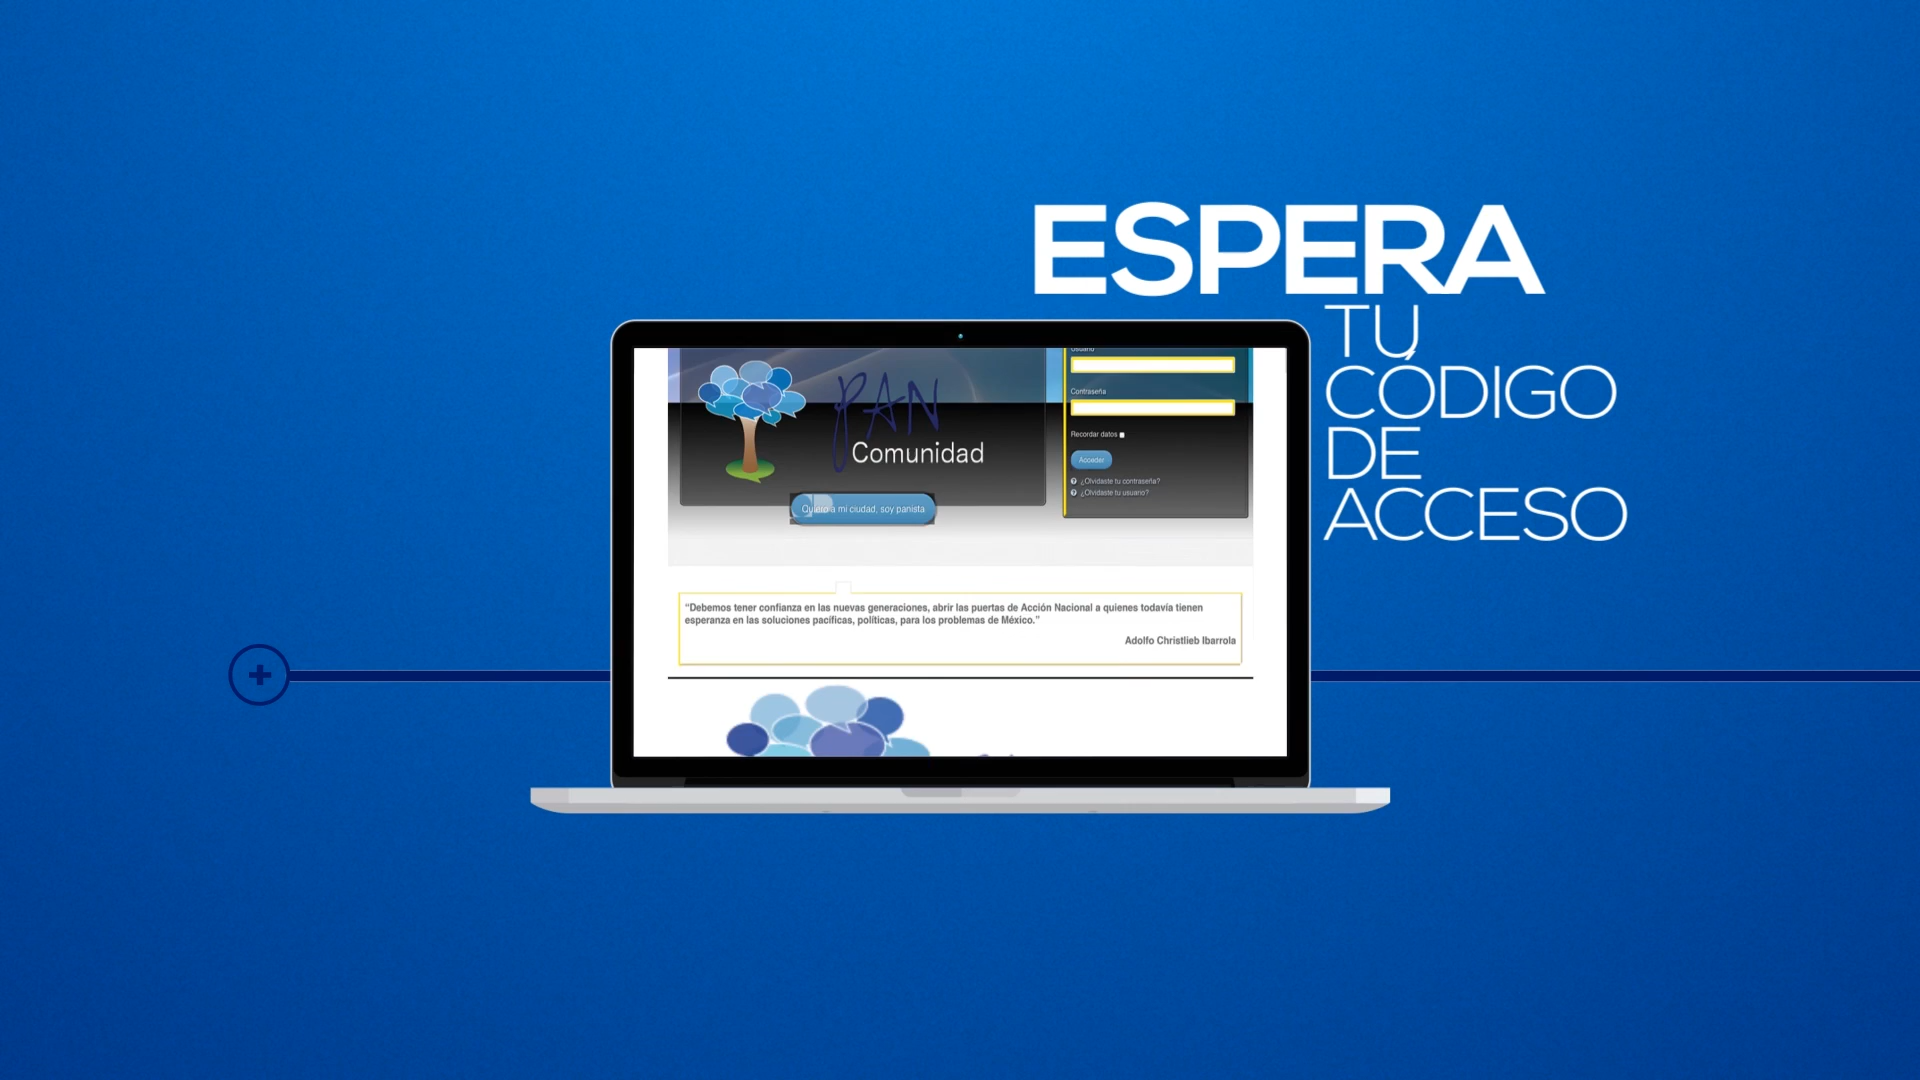 ESPERA
TU
CÓDIGO
DE
ACCESO
PAN
Comunidad
Quiero a mi ciudad, soy panista
Usuario
Contraseña
Recordar datos
Acceder
¿Olvidaste tu contraseña?
¿Olvidaste tu usuario?
“Debemos tener confianza en las nuevas generaciones, abrir las puertas de Acción Nacional a quienes todavía tienen
esperanza en las soluciones pacíficas, políticas, para los problemas de México.”
Adolfo Christlieb Ibarrola